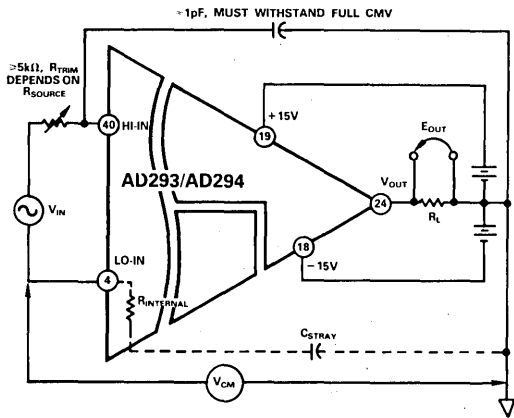 ≈1pF, MUST WITHSTAND FULL CMV
≥5kΩ, RTRIM
DEPENDS ON
RSOURCE
40
HI-IN
+15V
19
EOUT
AD293/AD294
VOUT
24
VIN
RL
LO-IN
18
4
−15V
RINTERNAL
CSTRAY
VCM